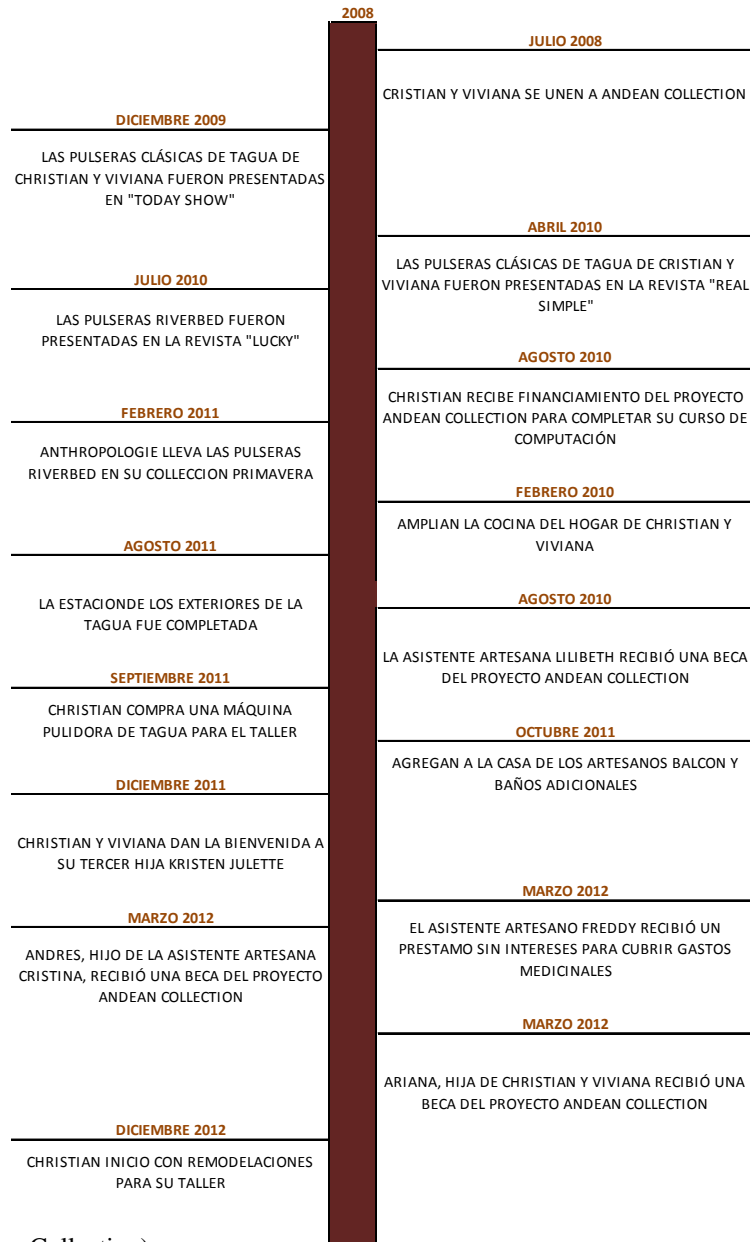 2008
JULIO 2008
CRISTIAN Y VIVIANA SE UNEN A ANDEAN COLLECTION
DICIEMBRE 2009
LAS PULSERAS CLÁSICAS DE TAGUA DE
CHRISTIAN Y VIVIANA FUERON PRESENTADAS
EN "TODAY SHOW"
ABRIL 2010
LAS PULSERAS CLÁSICAS DE TAGUA DE CRISTIAN Y
VIVIANA FUERON PRESENTADAS EN LA REVISTA "REAL
SIMPLE"
JULIO 2010
LAS PULSERAS RIVERBED FUERON
PRESENTADAS EN LA REVISTA "LUCKY"
AGOSTO 2010
CHRISTIAN RECIBE FINANCIAMIENTO DEL PROYECTO
ANDEAN COLLECTION PARA COMPLETAR SU CURSO DE
COMPUTACIÓN
FEBRERO 2011
ANTHROPOLOGIE LLEVA LAS PULSERAS
RIVERBED EN SU COLLECCION PRIMAVERA
FEBRERO 2010
AMPLIAN LA COCINA DEL HOGAR DE CHRISTIAN Y
VIVIANA
AGOSTO 2011
LA ESTACIONDE LOS EXTERIORES DE LA
TAGUA FUE COMPLETADA
AGOSTO 2010
LA ASISTENTE ARTESANA LILIBETH RECIBIÓ UNA BECA
DEL PROYECTO ANDEAN COLLECTION
SEPTIEMBRE 2011
CHRISTIAN COMPRA UNA MÁQUINA
PULIDORA DE TAGUA PARA EL TALLER
OCTUBRE 2011
AGREGAN A LA CASA DE LOS ARTESANOS BALCON Y
BAÑOS ADICIONALES
DICIEMBRE 2011
CHRISTIAN Y VIVIANA DAN LA BIENVENIDA A
SU TERCER HIJA KRISTEN JULETTE
MARZO 2012
EL ASISTENTE ARTESANO FREDDY RECIBIÓ UN
PRESTAMO SIN INTERESES PARA CUBRIR GASTOS
MEDICINALES
MARZO 2012
ANDRES, HIJO DE LA ASISTENTE ARTESANA
CRISTINA, RECIBIÓ UNA BECA DEL PROYECTO
ANDEAN COLLECTION
MARZO 2012
ARIANA, HIJA DE CHRISTIAN Y VIVIANA RECIBIÓ UNA
BECA DEL PROYECTO ANDEAN COLLECTION
DICIEMBRE 2012
CHRISTIAN INICIO CON REMODELACIONES
PARA SU TALLER